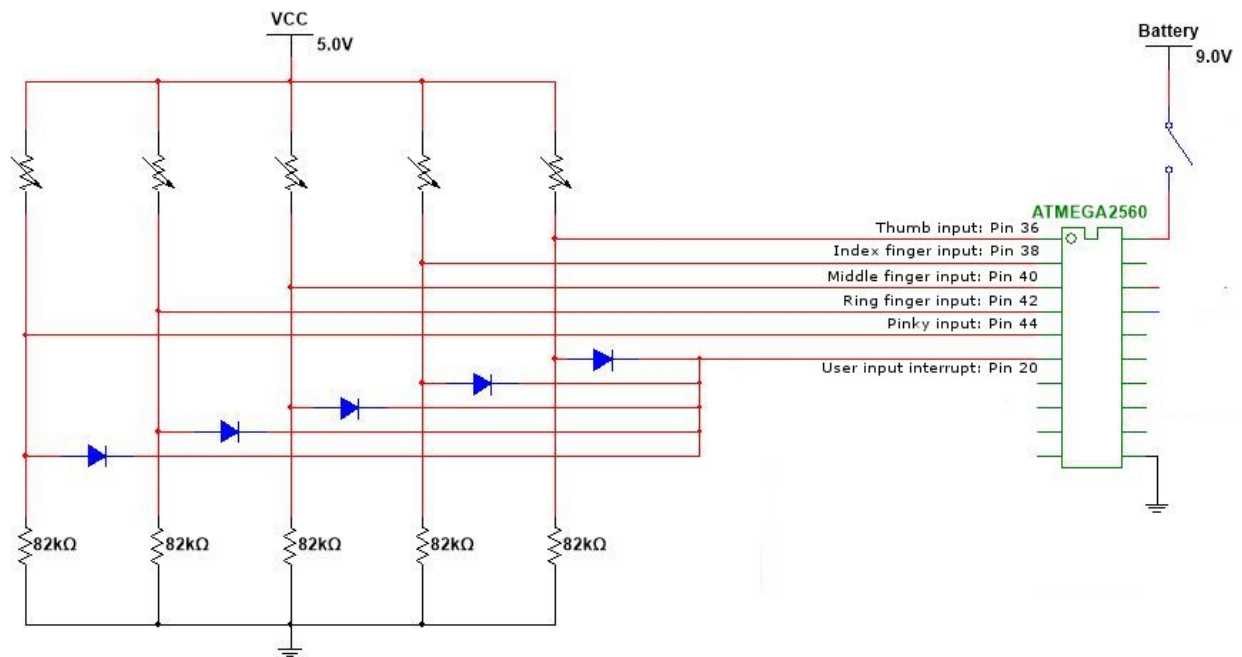 VCC
5.0V
Battery
9.0V
ATMEGA2560
Thumb input: Pin 36
Index finger input: Pin 38
Middle finger input: Pin 40
Ring finger input: Pin 42
Pinky input: Pin 44
User input interrupt: Pin 20
82kΩ 82kΩ 82kΩ 82kΩ 82kΩ